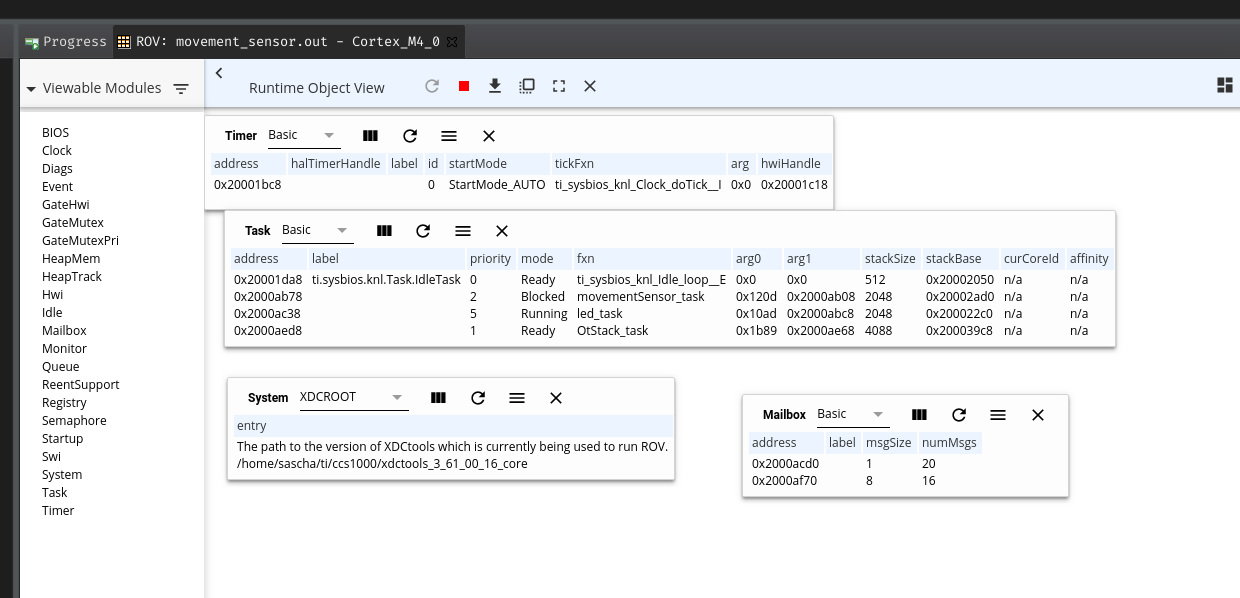 Progress ROV: movement_sensor.out - Cortex_M4_0
Viewable Modules
Runtime Object View
BIOS
Clock
Diags
Event
GateHwi
GateMutex
GateMutexPri
HeapMem
HeapTrack
Hwi
Idle
Mailbox
Monitor
Queue
ReentSupport
Registry
Semaphore
Startup
Swi
System
Task
Timer
Timer Basic
address halTimerHandle label id startMode tickFxn arg hwiHandle
0x20001bc8 0 StartMode_AUTO ti_sysbios_knl_Clock_doTick__I 0x0 0x20001c18
Task Basic
address label priority mode fxn arg0 arg1 stackSize stackBase curCoreId affinity
0x20001da8 ti.sysbios.knl.Task.IdleTask 0 Ready ti_sysbios_knl_Idle_loop__E 0x0 0x0 512 0x20002050 n/a n/a
0x2000ab78 2 Blocked movementSensor_task 0x120d 0x2000ab08 2048 0x20002ad0 n/a n/a
0x2000ac38 5 Running led_task 0x10ad 0x2000abc8 2048 0x200022c0 n/a n/a
0x2000aed8 1 Ready OtStack_task 0x1b89 0x2000ae68 4088 0x200039c8 n/a n/a
System XDCROOT
entry
The path to the version of XDCtools which is currently being used to run ROV.
/home/sascha/ti/ccs1000/xdctools_3_61_00_16_core
Mailbox Basic
address label msgSize numMsgs
0x2000acd0 1 20
0x2000af70 8 16